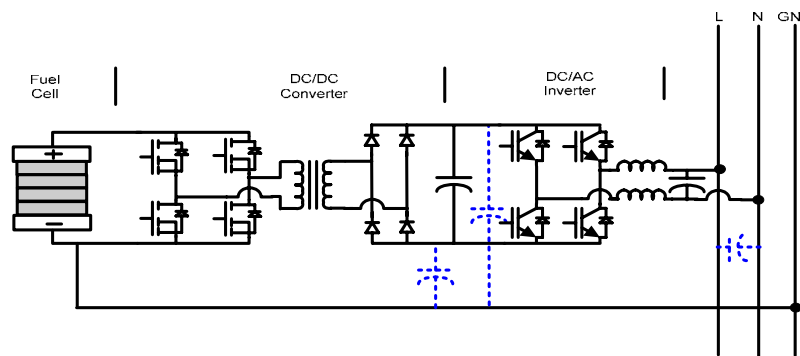 L N GN
Fuel
Cell
DC/DC
Converter
DC/AC
Inverter
+
−